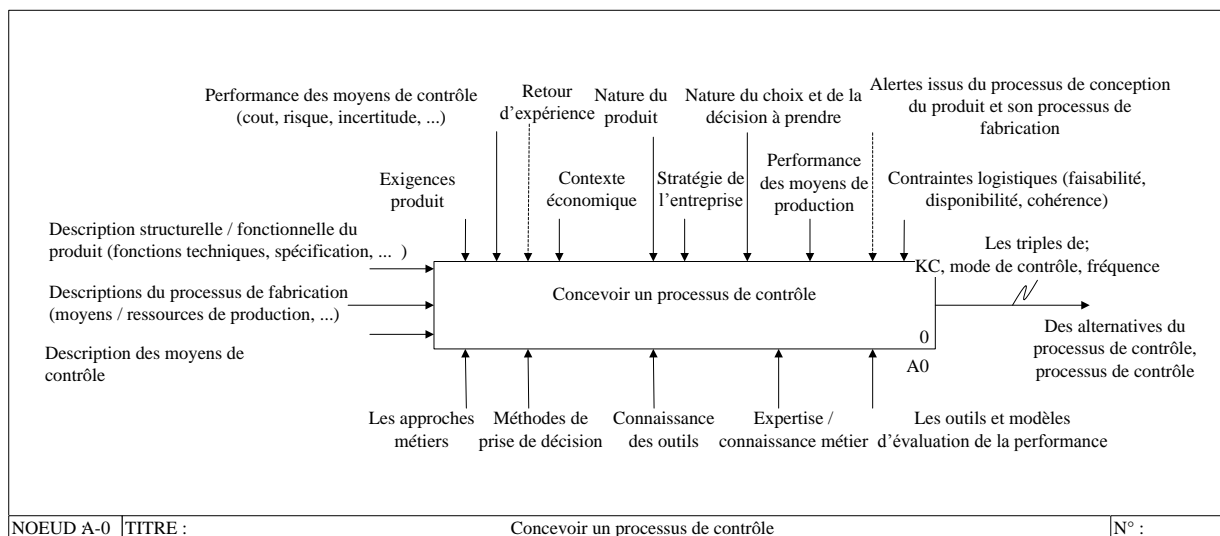 Performance des moyens de contrôle
(cout, risque, incertitude, ...)
Retour
d'expérience
Nature du
produit
Nature du choix et de la
décision à prendre
Alertes issus du processus de conception
du produit et son processus de
fabrication
Exigences
produit
Contexte
économique
Stratégie de
l'entreprise
Performance
des moyens de
production
Contraintes logistiques (faisabilité,
disponibilité, cohérence)
Description structurelle / fonctionnelle du
produit (fonctions techniques, spécification, ... )
Descriptions du processus de fabrication
(moyens / ressources de production, ...)
Description des moyens de
contrôle
Concevoir un processus de contrôle
0
A0
Les triples de;
KC, mode de contrôle, fréquence
Des alternatives du
processus de contrôle,
processus de contrôle
Les approches
métiers
Méthodes de
prise de décision
Connaissance
des outils
Expertise /
connaissance métier
Les outils et modèles
d'évaluation de la performance
NOEUD A-0
TITRE :
Concevoir un processus de contrôle
N° :